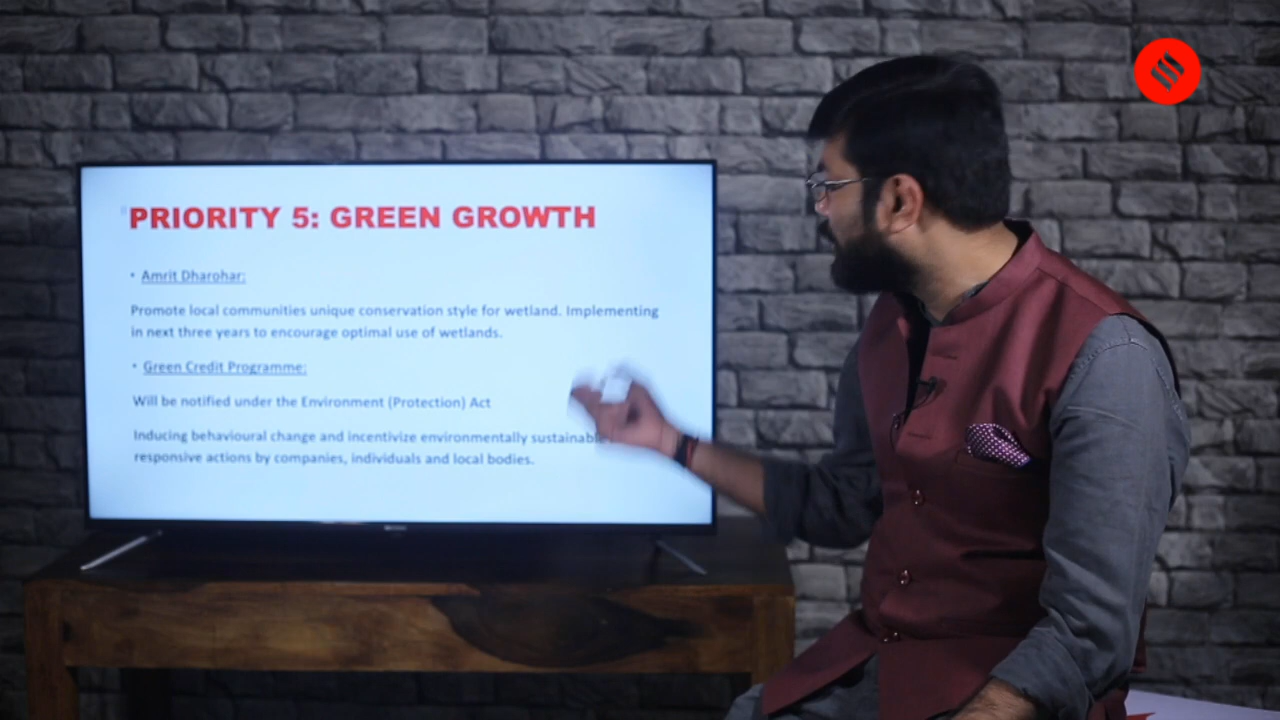 PRIORITY 5: GREEN GROWTH
• Amrit Dharohar:
Promote local communities unique conservation style for wetland. Implementing
in next three years to encourage optimal use of wetlands.
• Green Credit Programme:
Will be notified under the Environment (Protection) Act
Inducing behavioural change and incentivize environmentally sustainable
responsive actions by companies, individuals and local bodies.